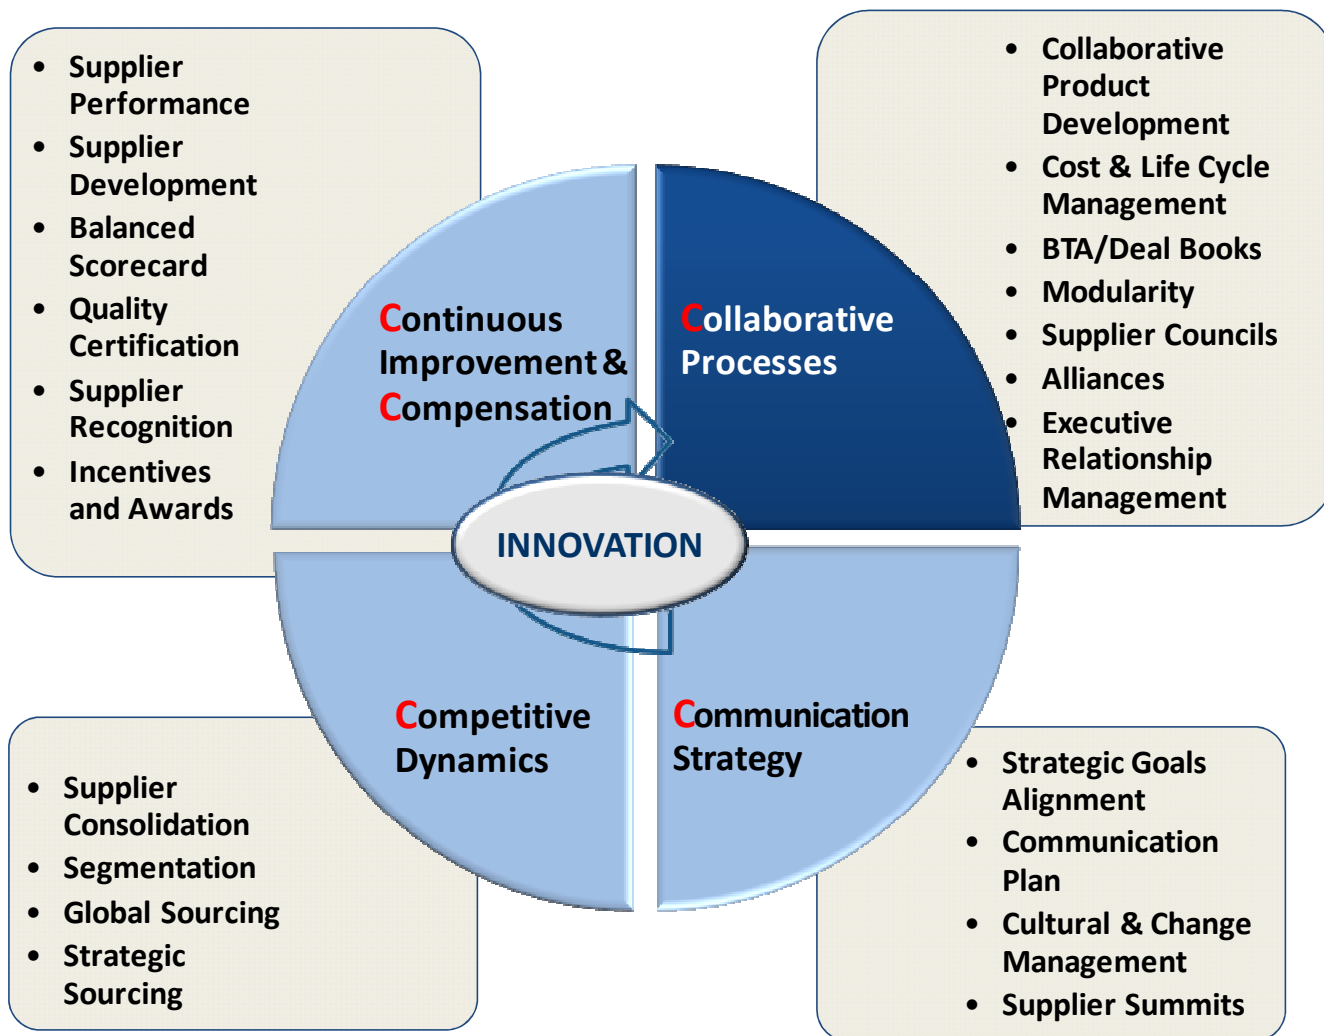 • Supplier
Performance
• Supplier
Development
• Balanced
Scorecard
• Quality
Certification
• Supplier
Recognition
• Incentives
and Awards
• Collaborative
Product
Development
• Cost & Life Cycle
Management
• BTA/Deal Books
• Modularity
• Supplier Councils
• Alliances
• Executive
Relationship
Management
Continuous
Improvement &
Compensation
Collaborative
Processes
INNOVATION
Competitive
Dynamics
Communication
Strategy
• Supplier
Consolidation
• Segmentation
• Global Sourcing
• Strategic
Sourcing
• Strategic Goals
Alignment
• Communication
Plan
• Cultural & Change
Management
• Supplier Summits